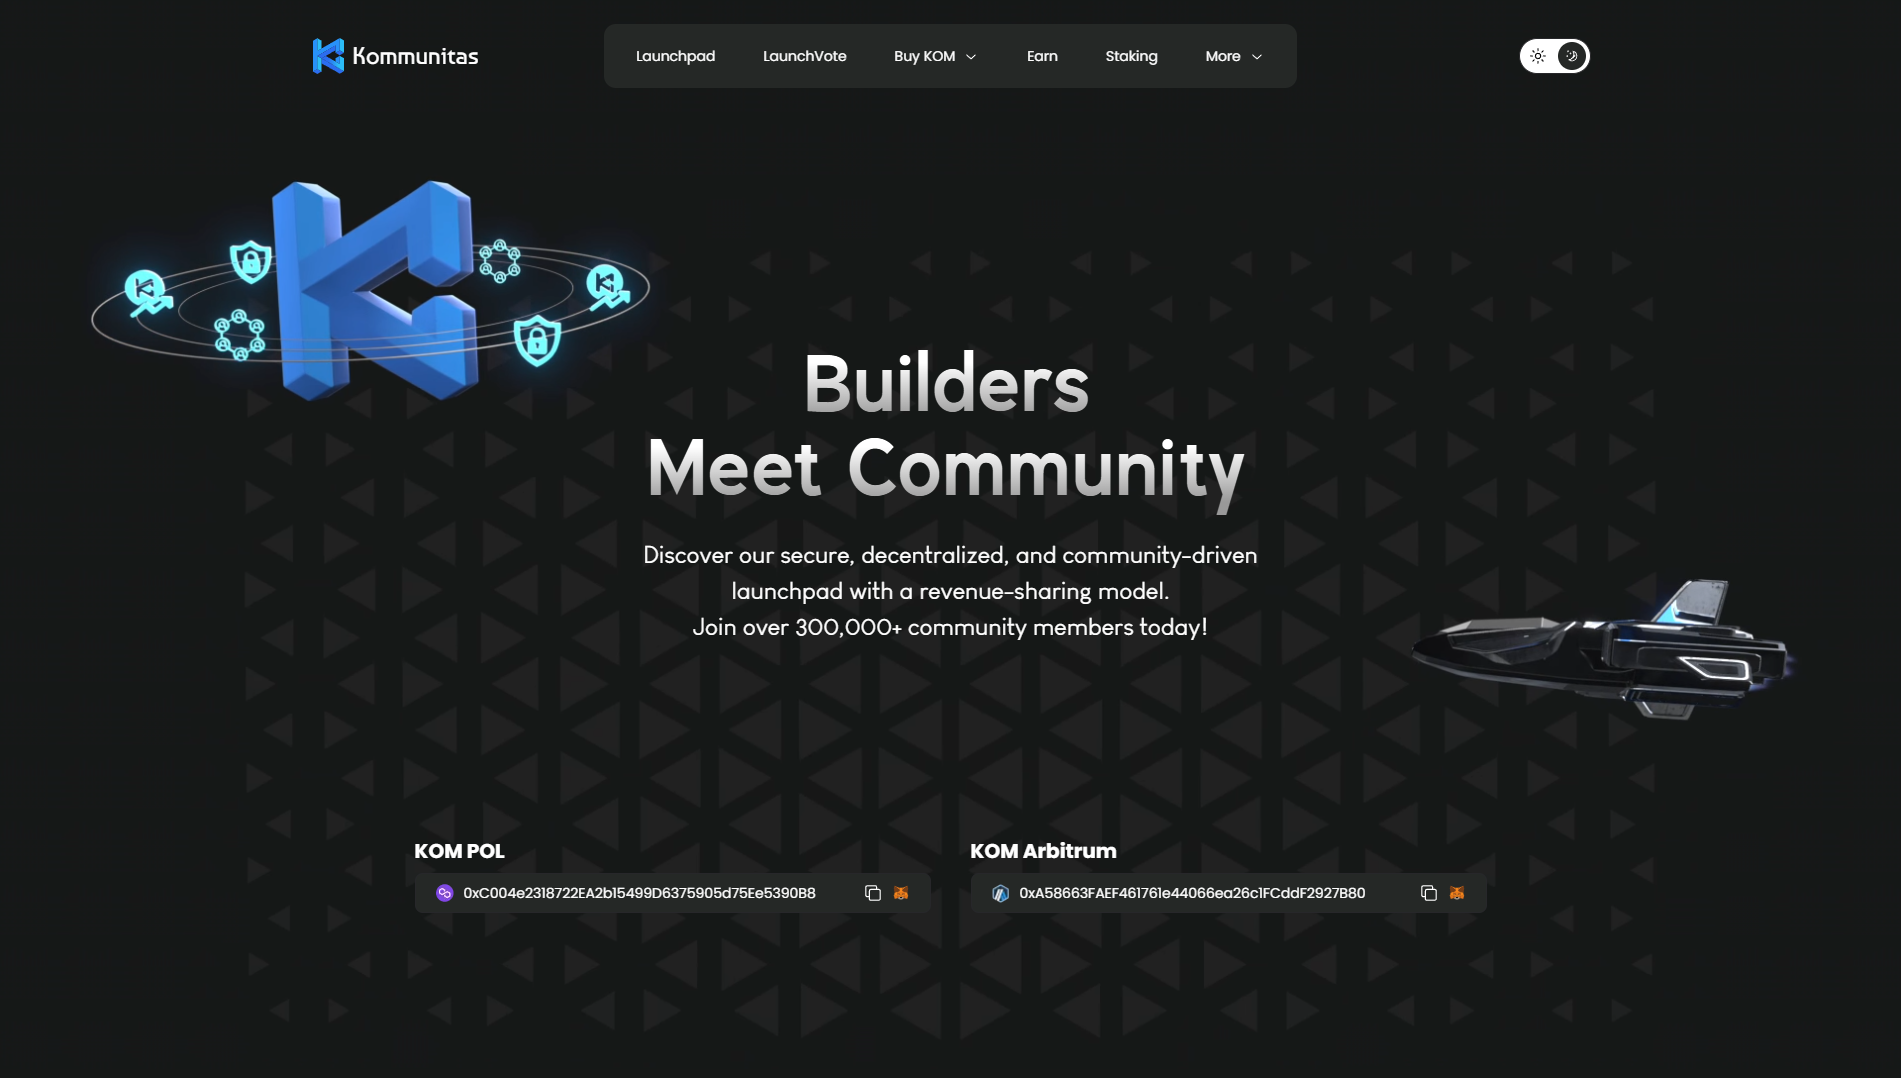 Kommunitas
Launchpad
LaunchVote
Buy KOM
Earn
Staking
More
Builders
Meet Community
Discover our secure, decentralized, and community-driven
launchpad with a revenue-sharing model.
Join over 300,000+ community members today!
KOM POL
0xC004e2318722EA2b15499D6375905d75Ee5390B8
KOM Arbitrum
0xA58663FAEF461761e44066ea26c1FCddF2927B80